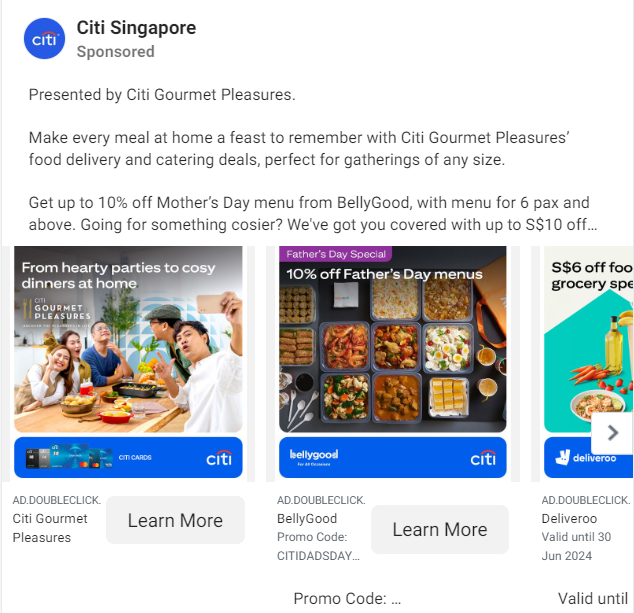 citi
Citi Singapore
Sponsored
Presented by Citi Gourmet Pleasures.
Make every meal at home a feast to remember with Citi Gourmet Pleasures'
food delivery and catering deals, perfect for gatherings of any size.
Get up to 10% off Mother's Day menu from BellyGood, with menu for 6 pax and
above. Going for something cosier? We've got you covered with up to S$10 off...
From hearty parties to cosy
dinners at home
CITI
GOURMET
PLEASURES
CITI CARDS
citi
AD.DOUBLECLICK.
Citi Gourmet
Pleasures
Learn More
Father's Day Special
10% off Father's Day menus
bellygood
For All Occasions
citi
AD.DOUBLECLICK.
BellyGood
Promo Code:
CITIDADSDAY...
Learn More
Promo Code: ...
S$6 off foo
grocery spe
deliveroo
AD.DOUBLECLICK.
Deliveroo
Valid until 30
Jun 2024
Valid until